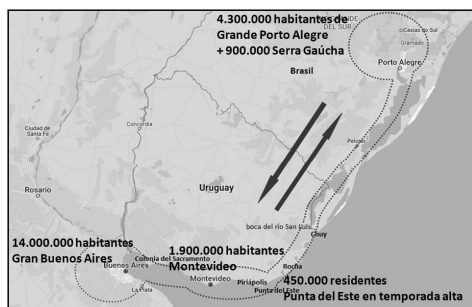 4.300.000 habitantes de
Grande Porto Alegre
+ 900.000 Serra Gaúcha
DEL SUR
Caxias do Sul
Gramado
Porto Alegre
Brasil
Ciudad de
Santa Fe
Concordia
Pelotas
Rosario
Uruguay
boca del río San Luis
Chuy
14.000.000 habitantes
Gran Buenos Aires
1.900.000 habitantes
Montevideo
Colonia del Sacramento
Buenos Aires
La Plata
Montevideo
Piriápolis
Punta del Este
Rocha
450.000 residentes
Punta del Este en temporada alta